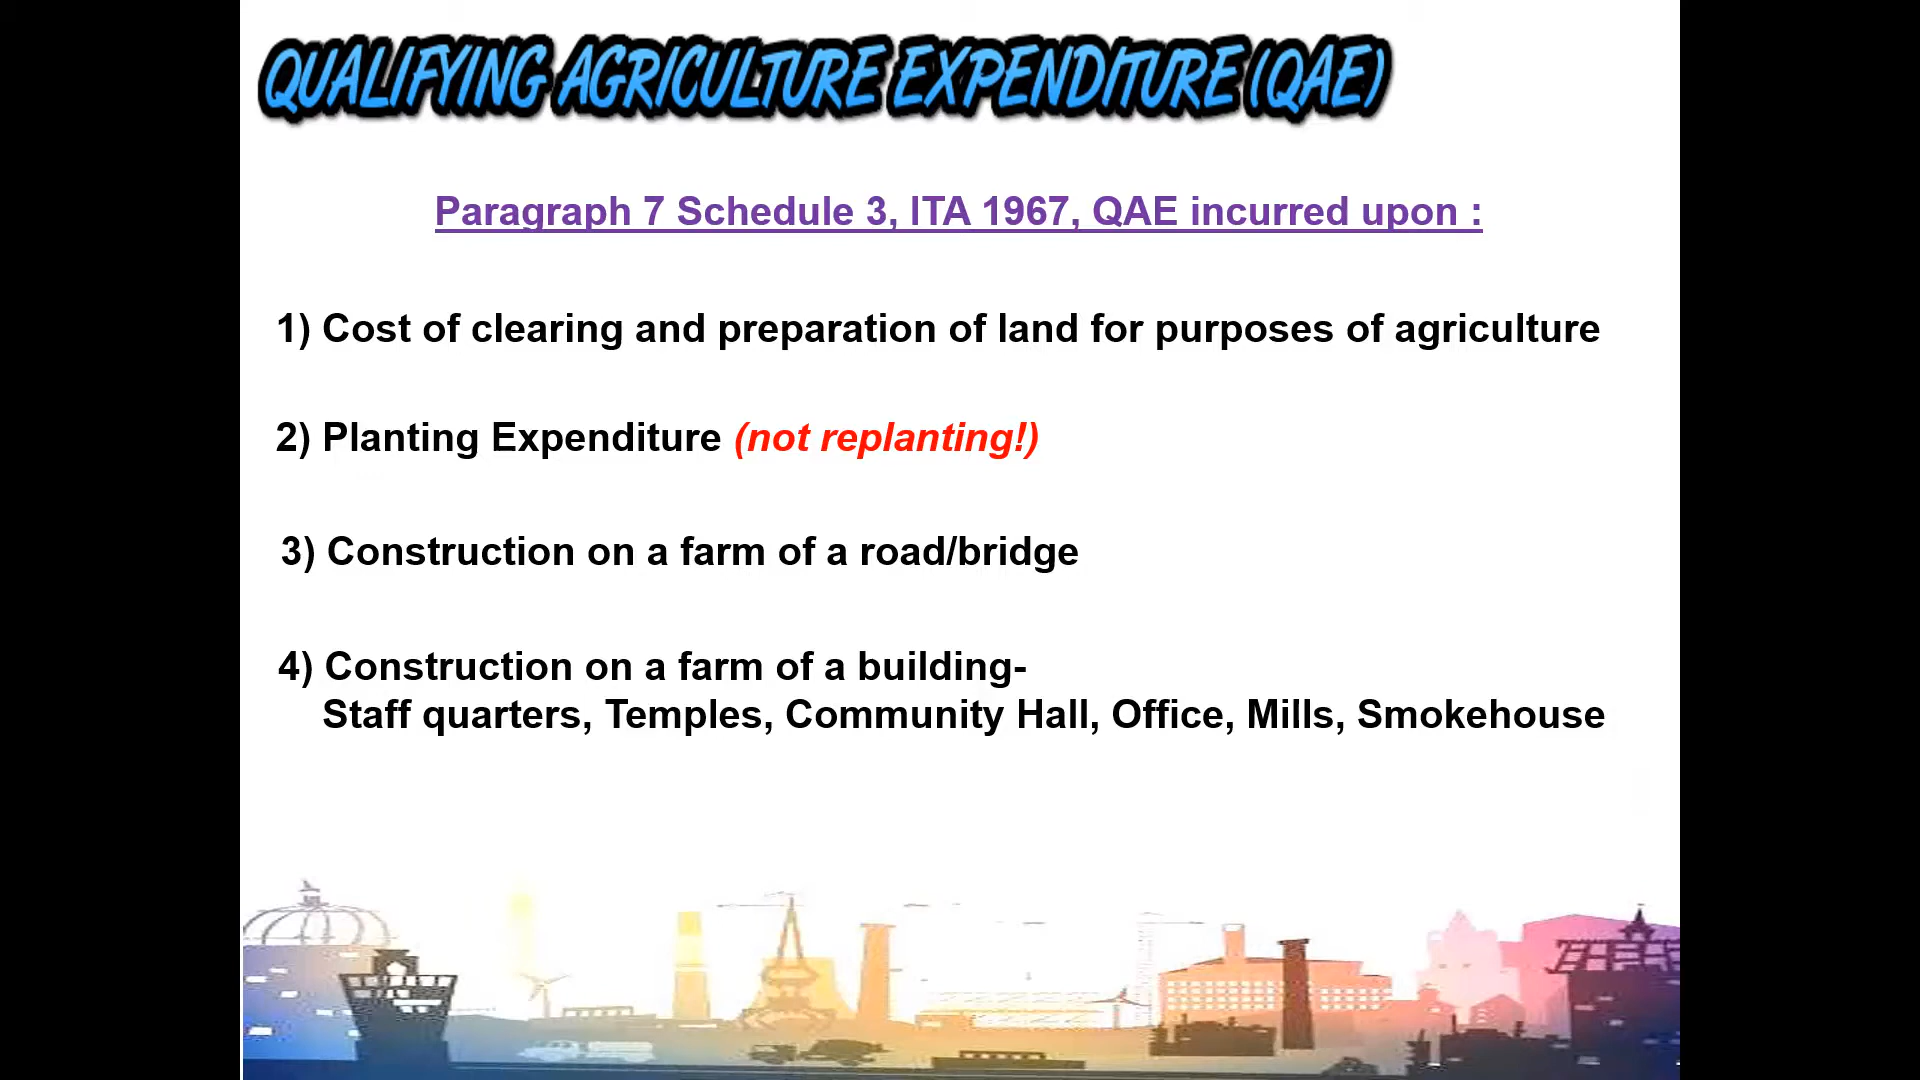 QUALIFYING AGRICULTURE EXPENDITURE (QAE)
Paragraph 7 Schedule 3, ITA 1967, QAE incurred upon :
1) Cost of clearing and preparation of land for purposes of agriculture
2) Planting Expenditure (not replanting!)
3) Construction on a farm of a road/bridge
4) Construction on a farm of a building-
Staff quarters, Temples, Community Hall, Office, Mills, Smokehouse